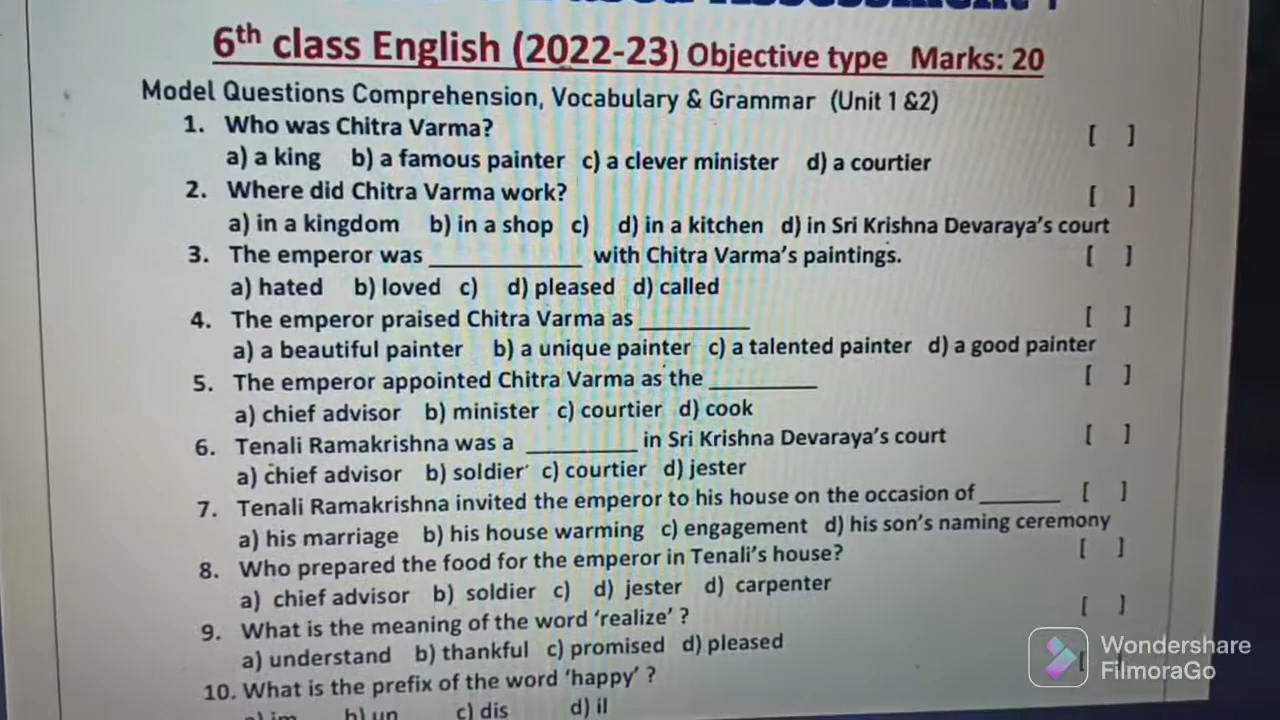 6th class English (2022-23) Objective type Marks: 20
Model Questions Comprehension, Vocabulary & Grammar (Unit 1 &2)
1. Who was Chitra Varma? [ ]
a) a king b) a famous painter c) a clever minister d) a courtier
2. Where did Chitra Varma work? [ ]
a) in a kingdom b) in a shop c) d) in a kitchen d) in Sri Krishna Devaraya's court
3. The emperor was ____________ with Chitra Varma's paintings. [ ]
a) hated b) loved c) d) pleased d) called
4. The emperor praised Chitra Varma as _________ [ ]
a) a beautiful painter b) a unique painter c) a talented painter d) a good painter
5. The emperor appointed Chitra Varma as the _________ [ ]
a) chief advisor b) minister c) courtier d) cook
6. Tenali Ramakrishna was a _________ in Sri Krishna Devaraya's court [ ]
a) chief advisor b) soldier c) courtier d) jester
7. Tenali Ramakrishna invited the emperor to his house on the occasion of _______ [ ]
a) his marriage b) his house warming c) engagement d) his son's naming ceremony
8. Who prepared the food for the emperor in Tenali's house? [ ]
a) chief advisor b) soldier c) d) jester d) carpenter
9. What is the meaning of the word 'realize' ? [ ]
a) understand b) thankful c) promised d) pleased
10. What is the prefix of the word 'happy' ? [
a) im b) un c) dis d) il
Wondershare
FilmoraGo